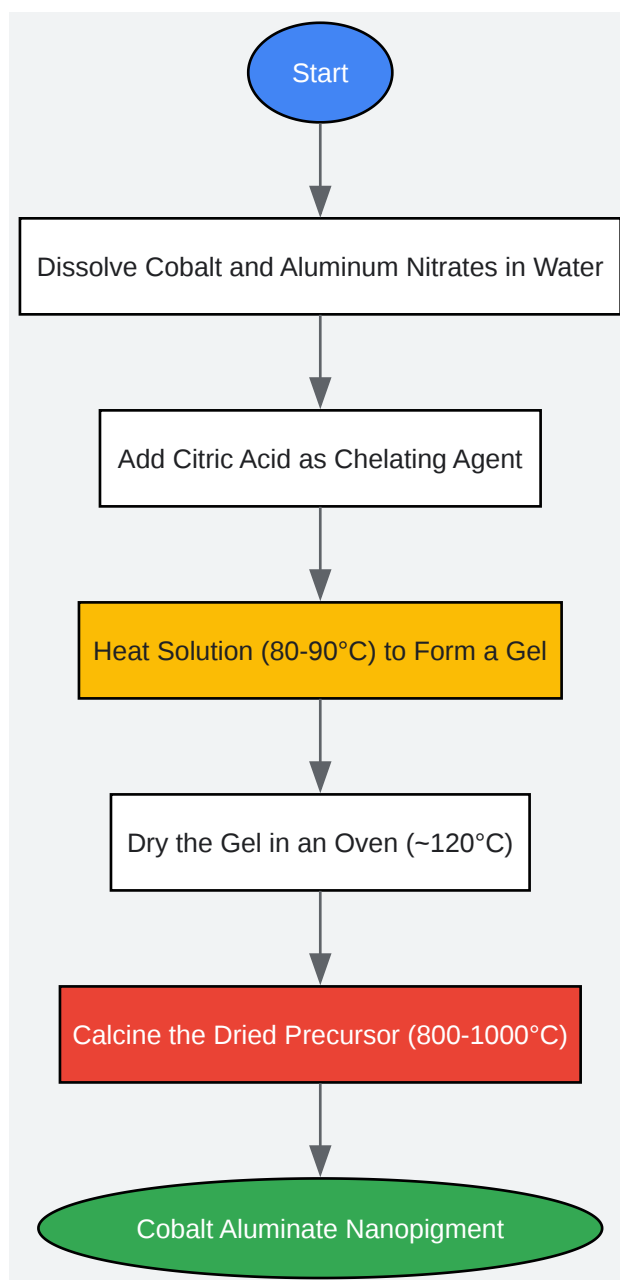 Start
Dissolve Cobalt and Aluminum Nitrates in Water
Add Citric Acid as Chelating Agent
Heat Solution (80-90°C) to Form a Gel
Dry the Gel in an Oven (~120°C)
Calcine the Dried Precursor (800-1000°C)
Cobalt Aluminate Nanopigment